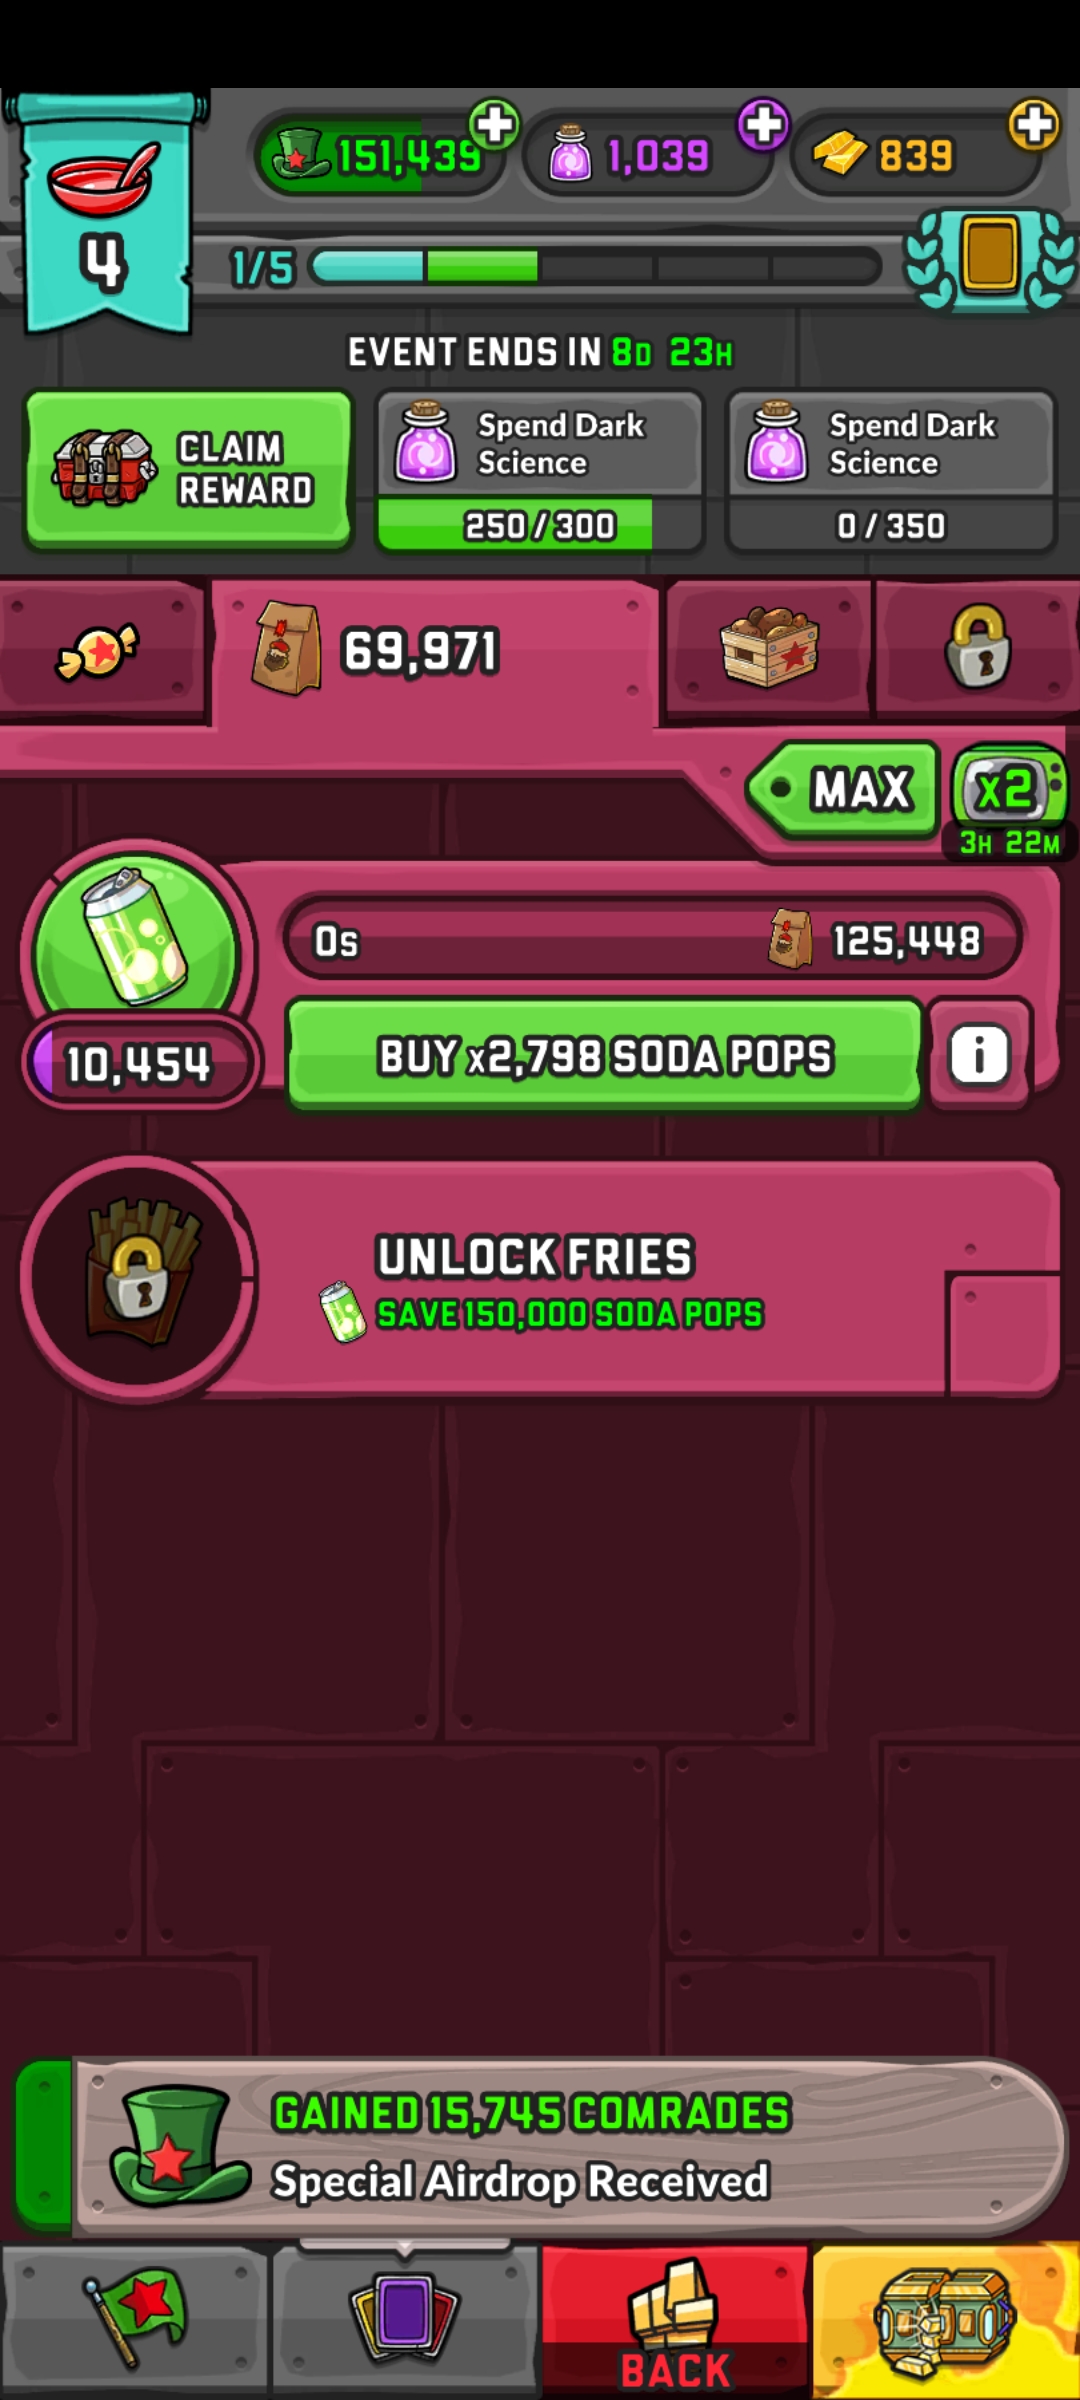 151,439
1,039
839
4
1/5
EVENT ENDS IN 8D 23H
CLAIM
REWARD
Spend Dark
Science
250 / 300
Spend Dark
Science
0 / 350
69,971
MAX
x2
3H 22M
0s
125,448
10,454
BUY x2,798 SODA POPS
i
UNLOCK FRIES
SAVE 150,000 SODA POPS
GAINED 15,745 COMRADES
Special Airdrop Received
BACK